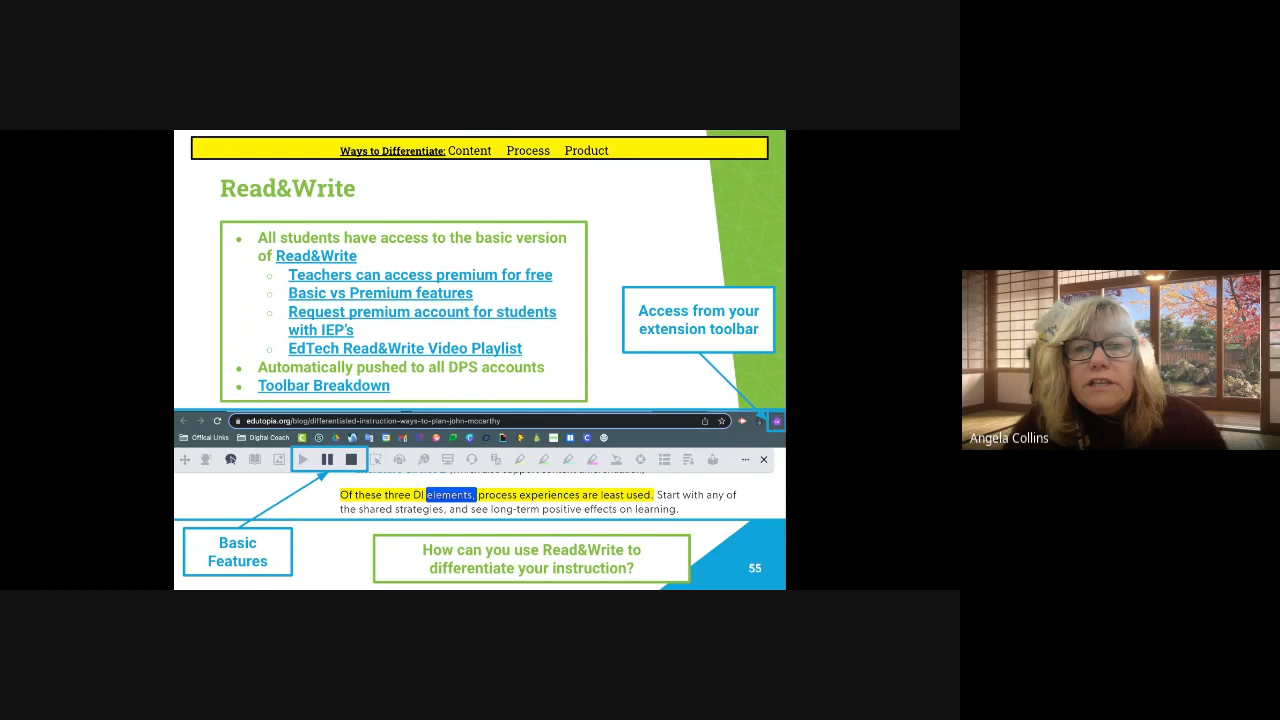 Ways to Differentiate: Content Process Product
Read&Write
All students have access to the basic version
of Read&Write
Teachers can access premium for free
Basic vs Premium features
Request premium account for students
with IEP's
EdTech Read&Write Video Playlist
Automatically pushed to all DPS accounts
Toolbar Breakdown
Access from your
extension toolbar
edutopia.org/blog/differentiated-instruction-ways-to-plan-john-mccarthy
Offical Links Digital Coach
Of these three DI elements, process experiences are least used. Start with any of
the shared strategies, and see long-term positive effects on learning.
Basic
Features
How can you use Read&Write to
differentiate your instruction?
55
Angela Collins